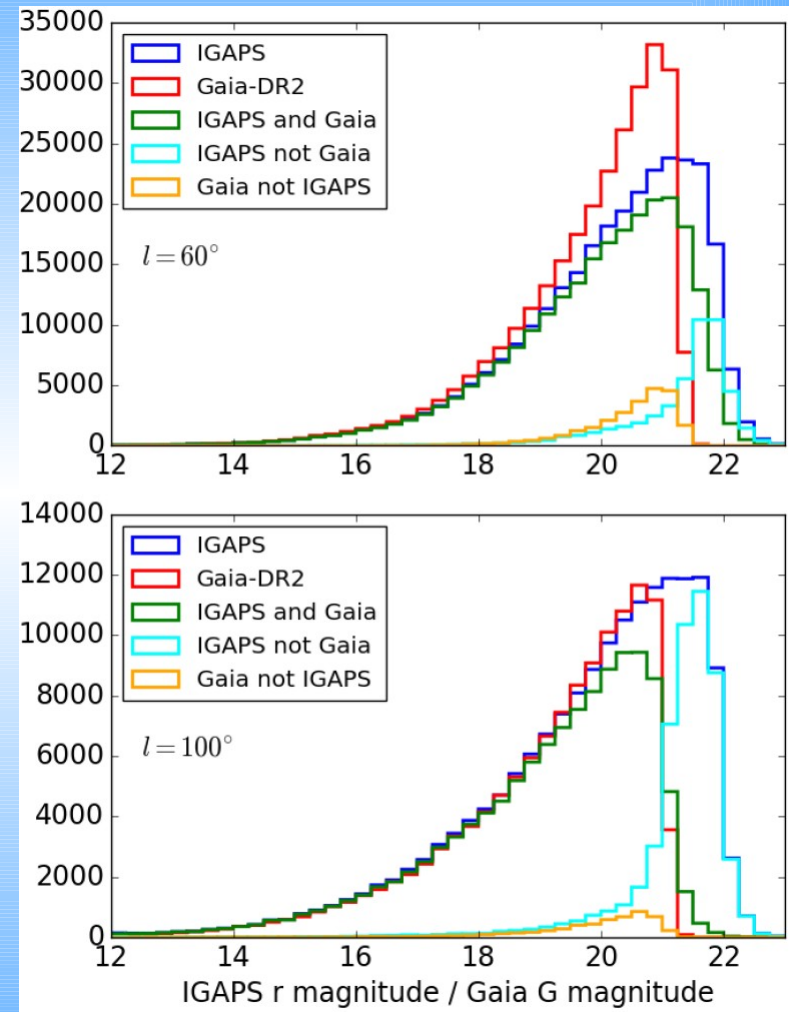 35000
30000
25000
20000
15000
10000
5000
0
IGAPS
Gaia-DR2
IGAPS and Gaia
IGAPS not Gaia
Gaia not IGAPS
l = 60°
12 14 16 18 20 22
14000
12000
10000
8000
6000
4000
2000
0
IGAPS
Gaia-DR2
IGAPS and Gaia
IGAPS not Gaia
Gaia not IGAPS
l = 100°
12 14 16 18 20 22
IGAPS r magnitude / Gaia G magnitude